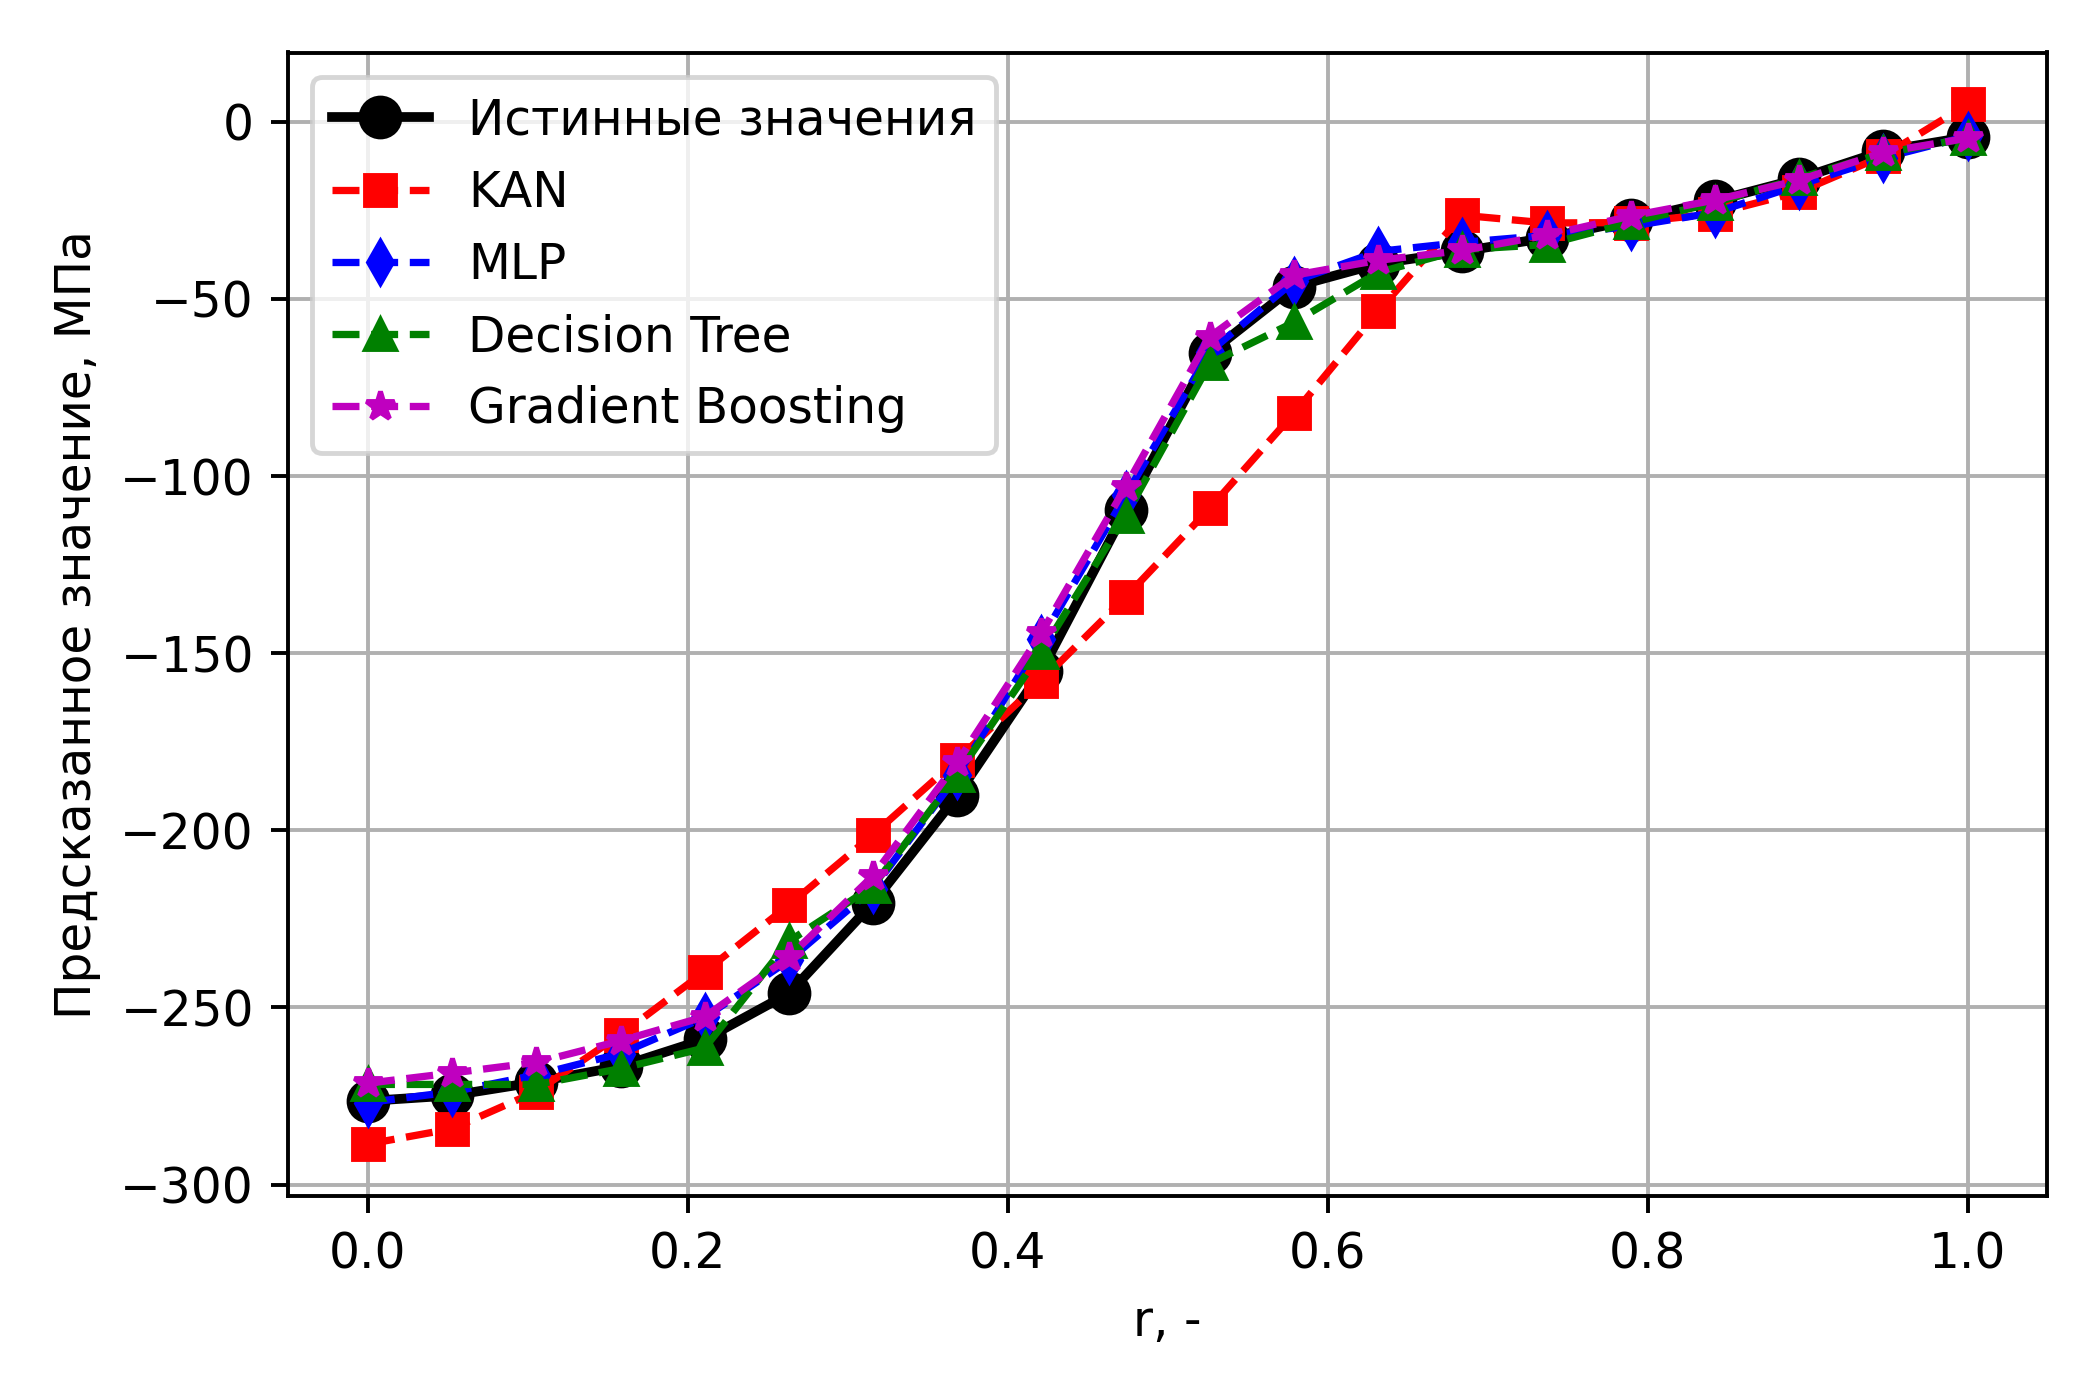 Истинные значения
KAN
MLP
Decision Tree
Gradient Boosting
Предсказанное значение, МПа
0
−50
−100
−150
−200
−250
−300
0.0 0.2 0.4 0.6 0.8 1.0
r, -